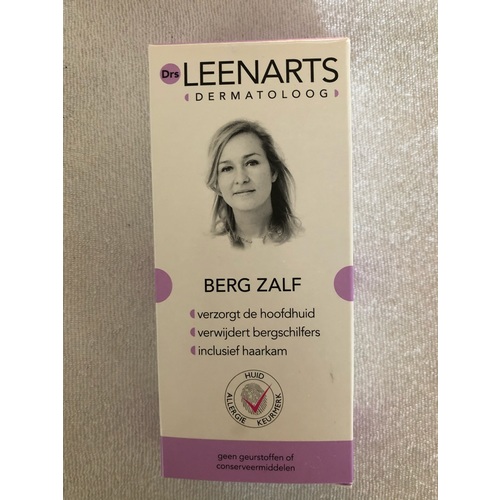 Drs LEENARTS
DERMATOLOOG
BERG ZALF
verzorgt de hoofdhuid
verwijdert bergschilfers
inclusief haarkam
HUID
ALLERGIE KEURMERK
geen geurstoffen of
conserveermiddelen